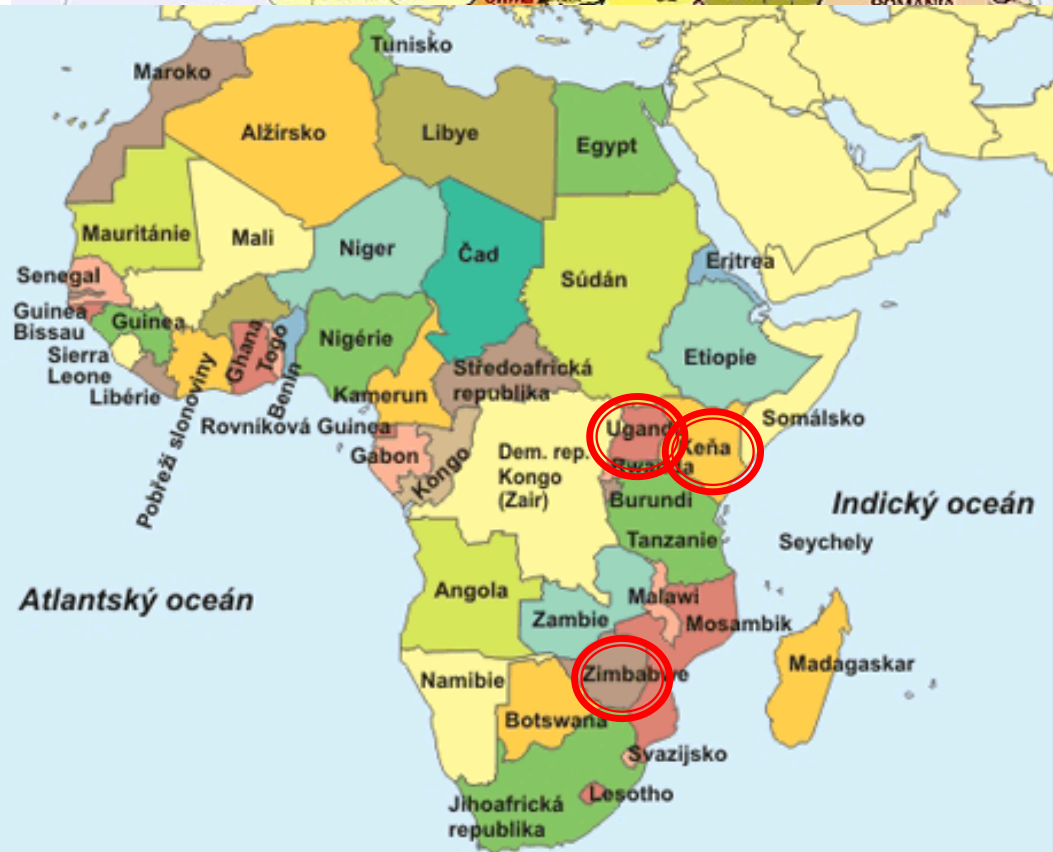 ROMANIA
Tunisko
Maroko
Alžírsko
Libye
Egypt
Mauritánie
Mali
Niger
Čad
Súdán
Eritrea
Senegal
Guinea
Bissau
Guinea
Sierra
Leone
Libérie
Pobřeží slonoviny
Ghana
Togo
Benin
Nigérie
Kamerun
Středoafrická
republika
Etiopie
Somálsko
Rovníková Guinea
Gabon
Kongo
Dem. rep.
Kongo
(Zair)
Ugand
Keňa
Rwanda
Burundi
Tanzanie
Indický oceán
Seychely
Atlantský oceán
Angola
Zambie
Malawi
Mosambik
Madagaskar
Namibie
Zimbabwe
Botswana
Svazijsko
Lesotho
Jihoafrická
republika